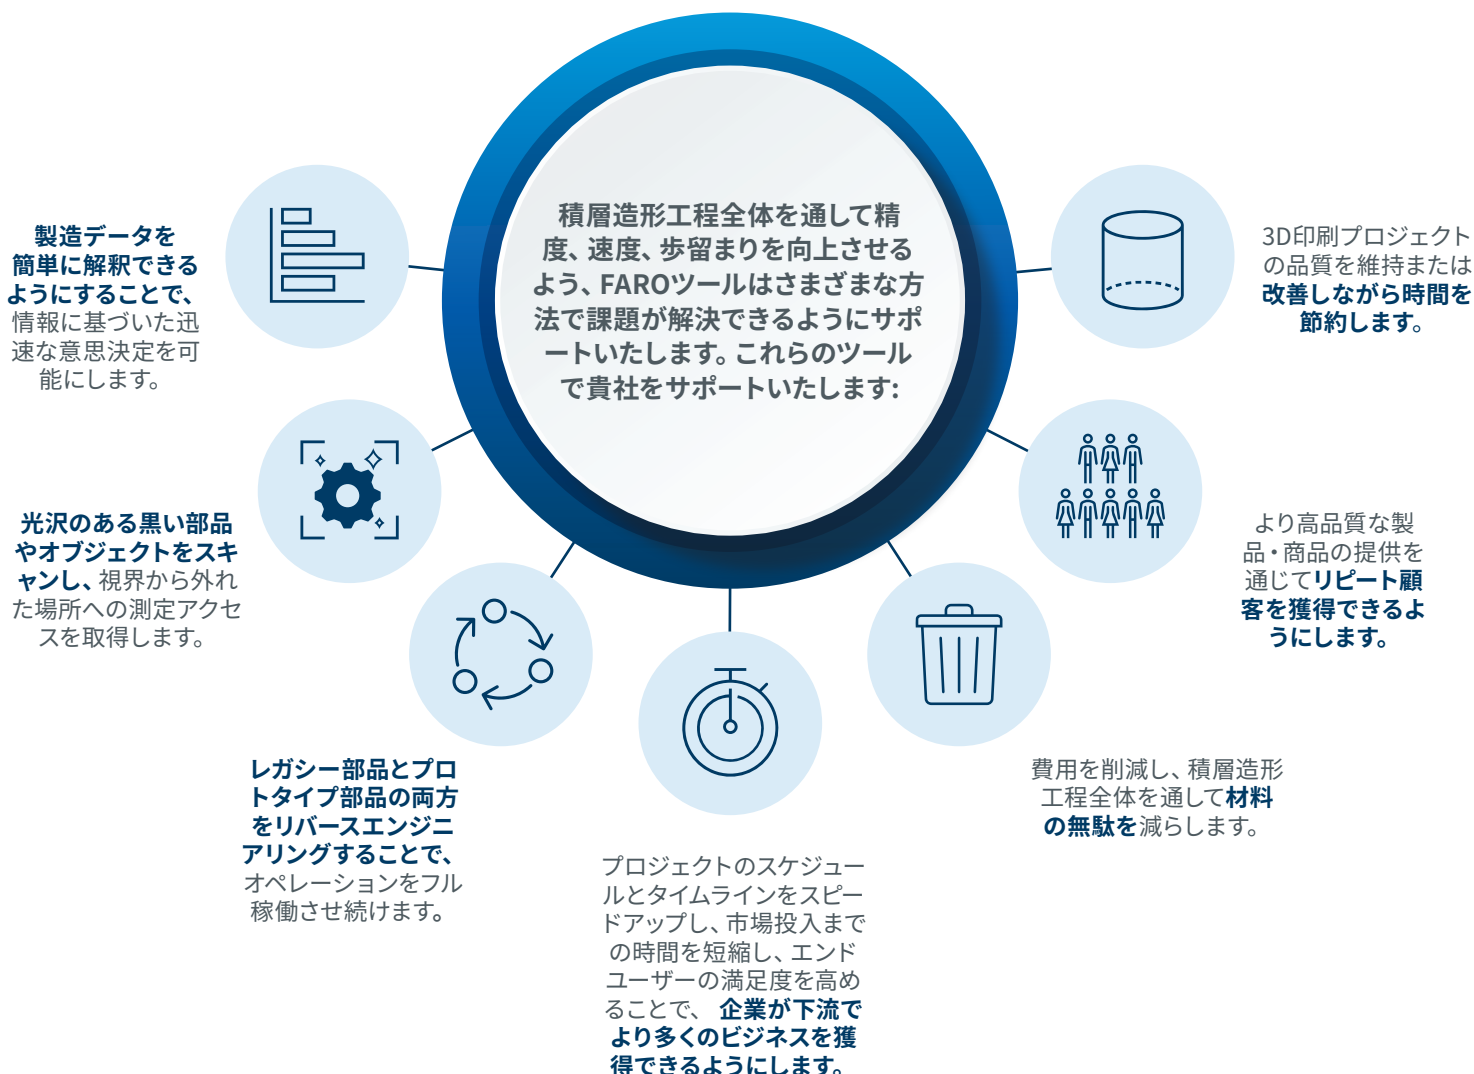 積層造形工程全体を通して精
度、速度、歩留まりを向上させる
よう、FAROツールはさまざまな方
法で課題が解決できるようにサポ
ートいたします。これらのツール
で貴社をサポートいたします:
製造データを
簡単に解釈できる
ようにすることで、
情報に基づいた迅
速な意思決定を可
能にします。
光沢のある黒い部品
やオブジェクトをスキ
ャンし、視界から外れ
た場所への測定アクセ
スを取得します。
レガシー部品とプロ
トタイプ部品の両方
をリバースエンジニ
アリングすることで、
オペレーションをフル
稼働させ続けます。
プロジェクトのスケジュー
ルとタイムラインをスピー
ドアップし、市場投入まで
の時間を短縮し、エンド
ユーザーの満足度を高め
ることで、 企業が下流で
より多くのビジネスを獲
得できるようにします。
費用を削減し、積層造形
工程全体を通して材料
の無駄を減らします。
より高品質な製
品・商品の提供を
通じてリピート顧
客を獲得できるよ
うにします。
3D印刷プロジェクト
の品質を維持または
改善しながら時間を
節約します。